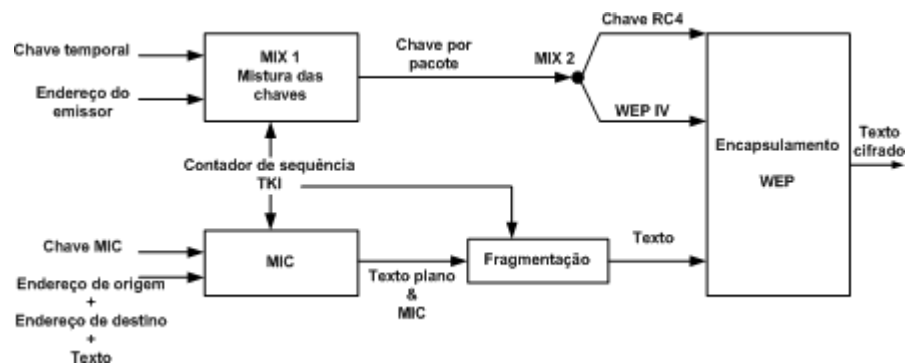 Chave temporal
Endereço do
emissor
MIX 1
Mistura das
chaves
Chave por
pacote
MIX 2
Chave RC4
WEP IV
Encapsulamento
WEP
Texto
cifrado
Contador de sequência
TKI
Chave MIC
Endereço de origem
+
Endereço de destino
+
Texto
MIC
Texto plano
&
MIC
Fragmentação
Texto